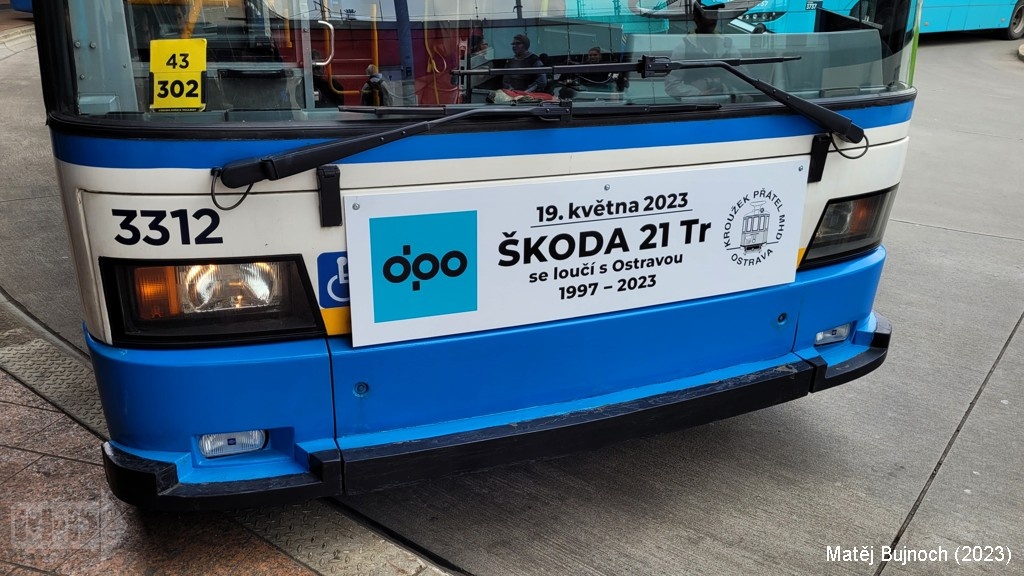 43
302
5737
3312
dpo
19. května 2023
ŠKODA 21 Tr
se loučí s Ostravou
1997 – 2023
KROUŽEK PŘÁTEL MHD
OSTRAVA
Matěj Bujnoch (2023)